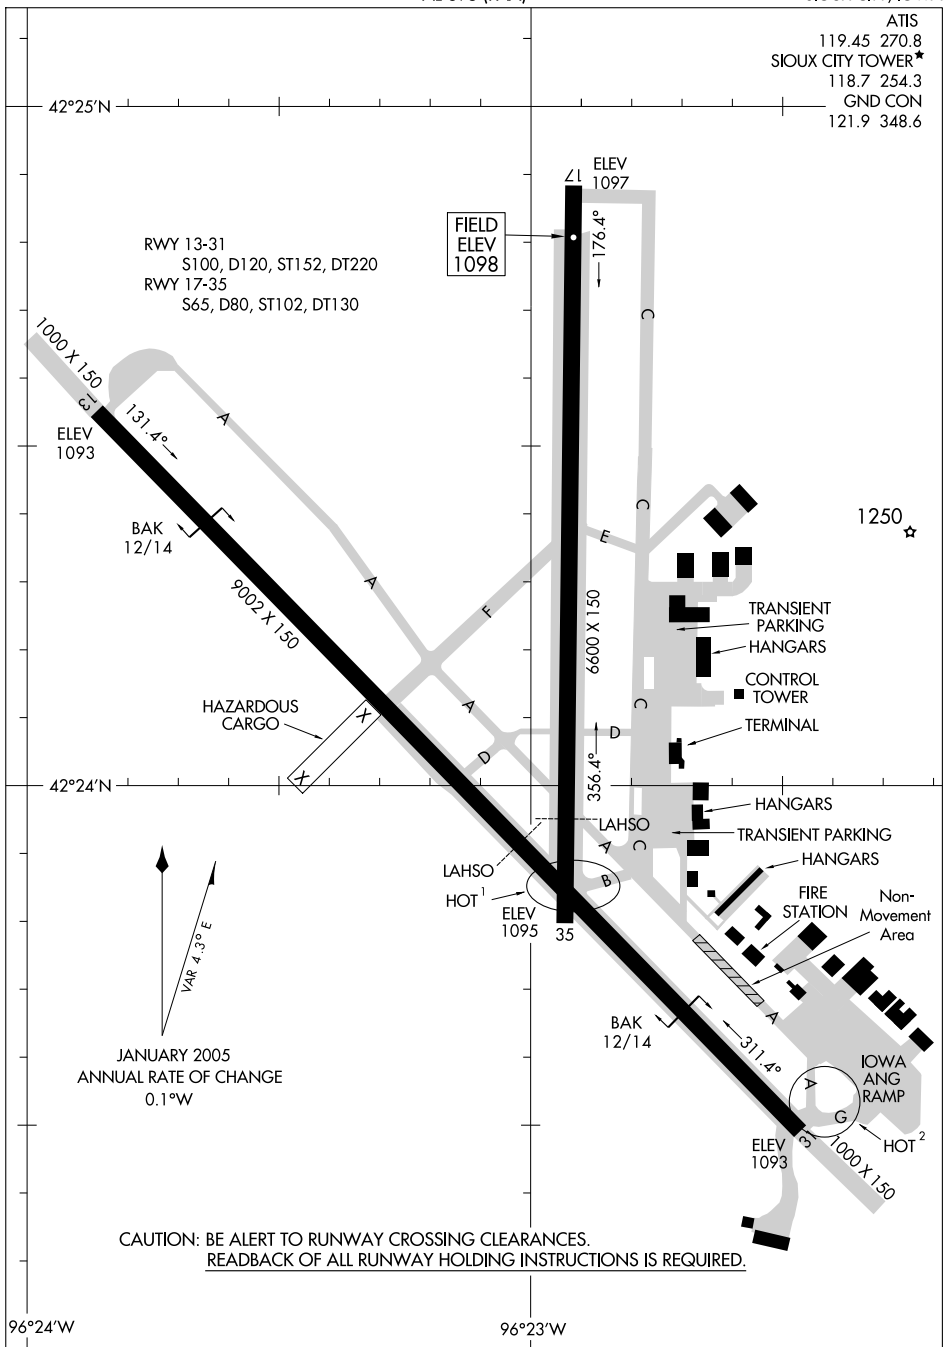 ATIS
119.45 270.8
SIOUX CITY TOWER★
118.7 254.3
GND CON
121.9 348.6
42°25'N
ELEV
1097
17
FIELD
ELEV
1098
176.4°
RWY 13-31
S100, D120, ST152, DT220
RWY 17-35
S65, D80, ST102, DT130
C
1000 X 150
13
ELEV
1093
131.4°
A
BAK
12/14
9002 X 150
A
F
E
C
1250
6600 X 150
TRANSIENT
PARKING
HANGARS
CONTROL
TOWER
HAZARDOUS
CARGO
X
X
A
C
D
D
TERMINAL
356.4°
42°24'N
HANGARS
LAHSO
TRANSIENT PARKING
A
C
LAHSO
HOT 1
B
HANGARS
FIRE
STATION
Non-
Movement
Area
ELEV
1095
35
VAR 4.3° E
JANUARY 2005
ANNUAL RATE OF CHANGE
0.1°W
BAK
12/14
A
311.4°
IOWA
ANG
RAMP
A
G
HOT 2
ELEV
1093
31
1000 X 150
CAUTION: BE ALERT TO RUNWAY CROSSING CLEARANCES.
READBACK OF ALL RUNWAY HOLDING INSTRUCTIONS IS REQUIRED.
96°24'W
96°23'W